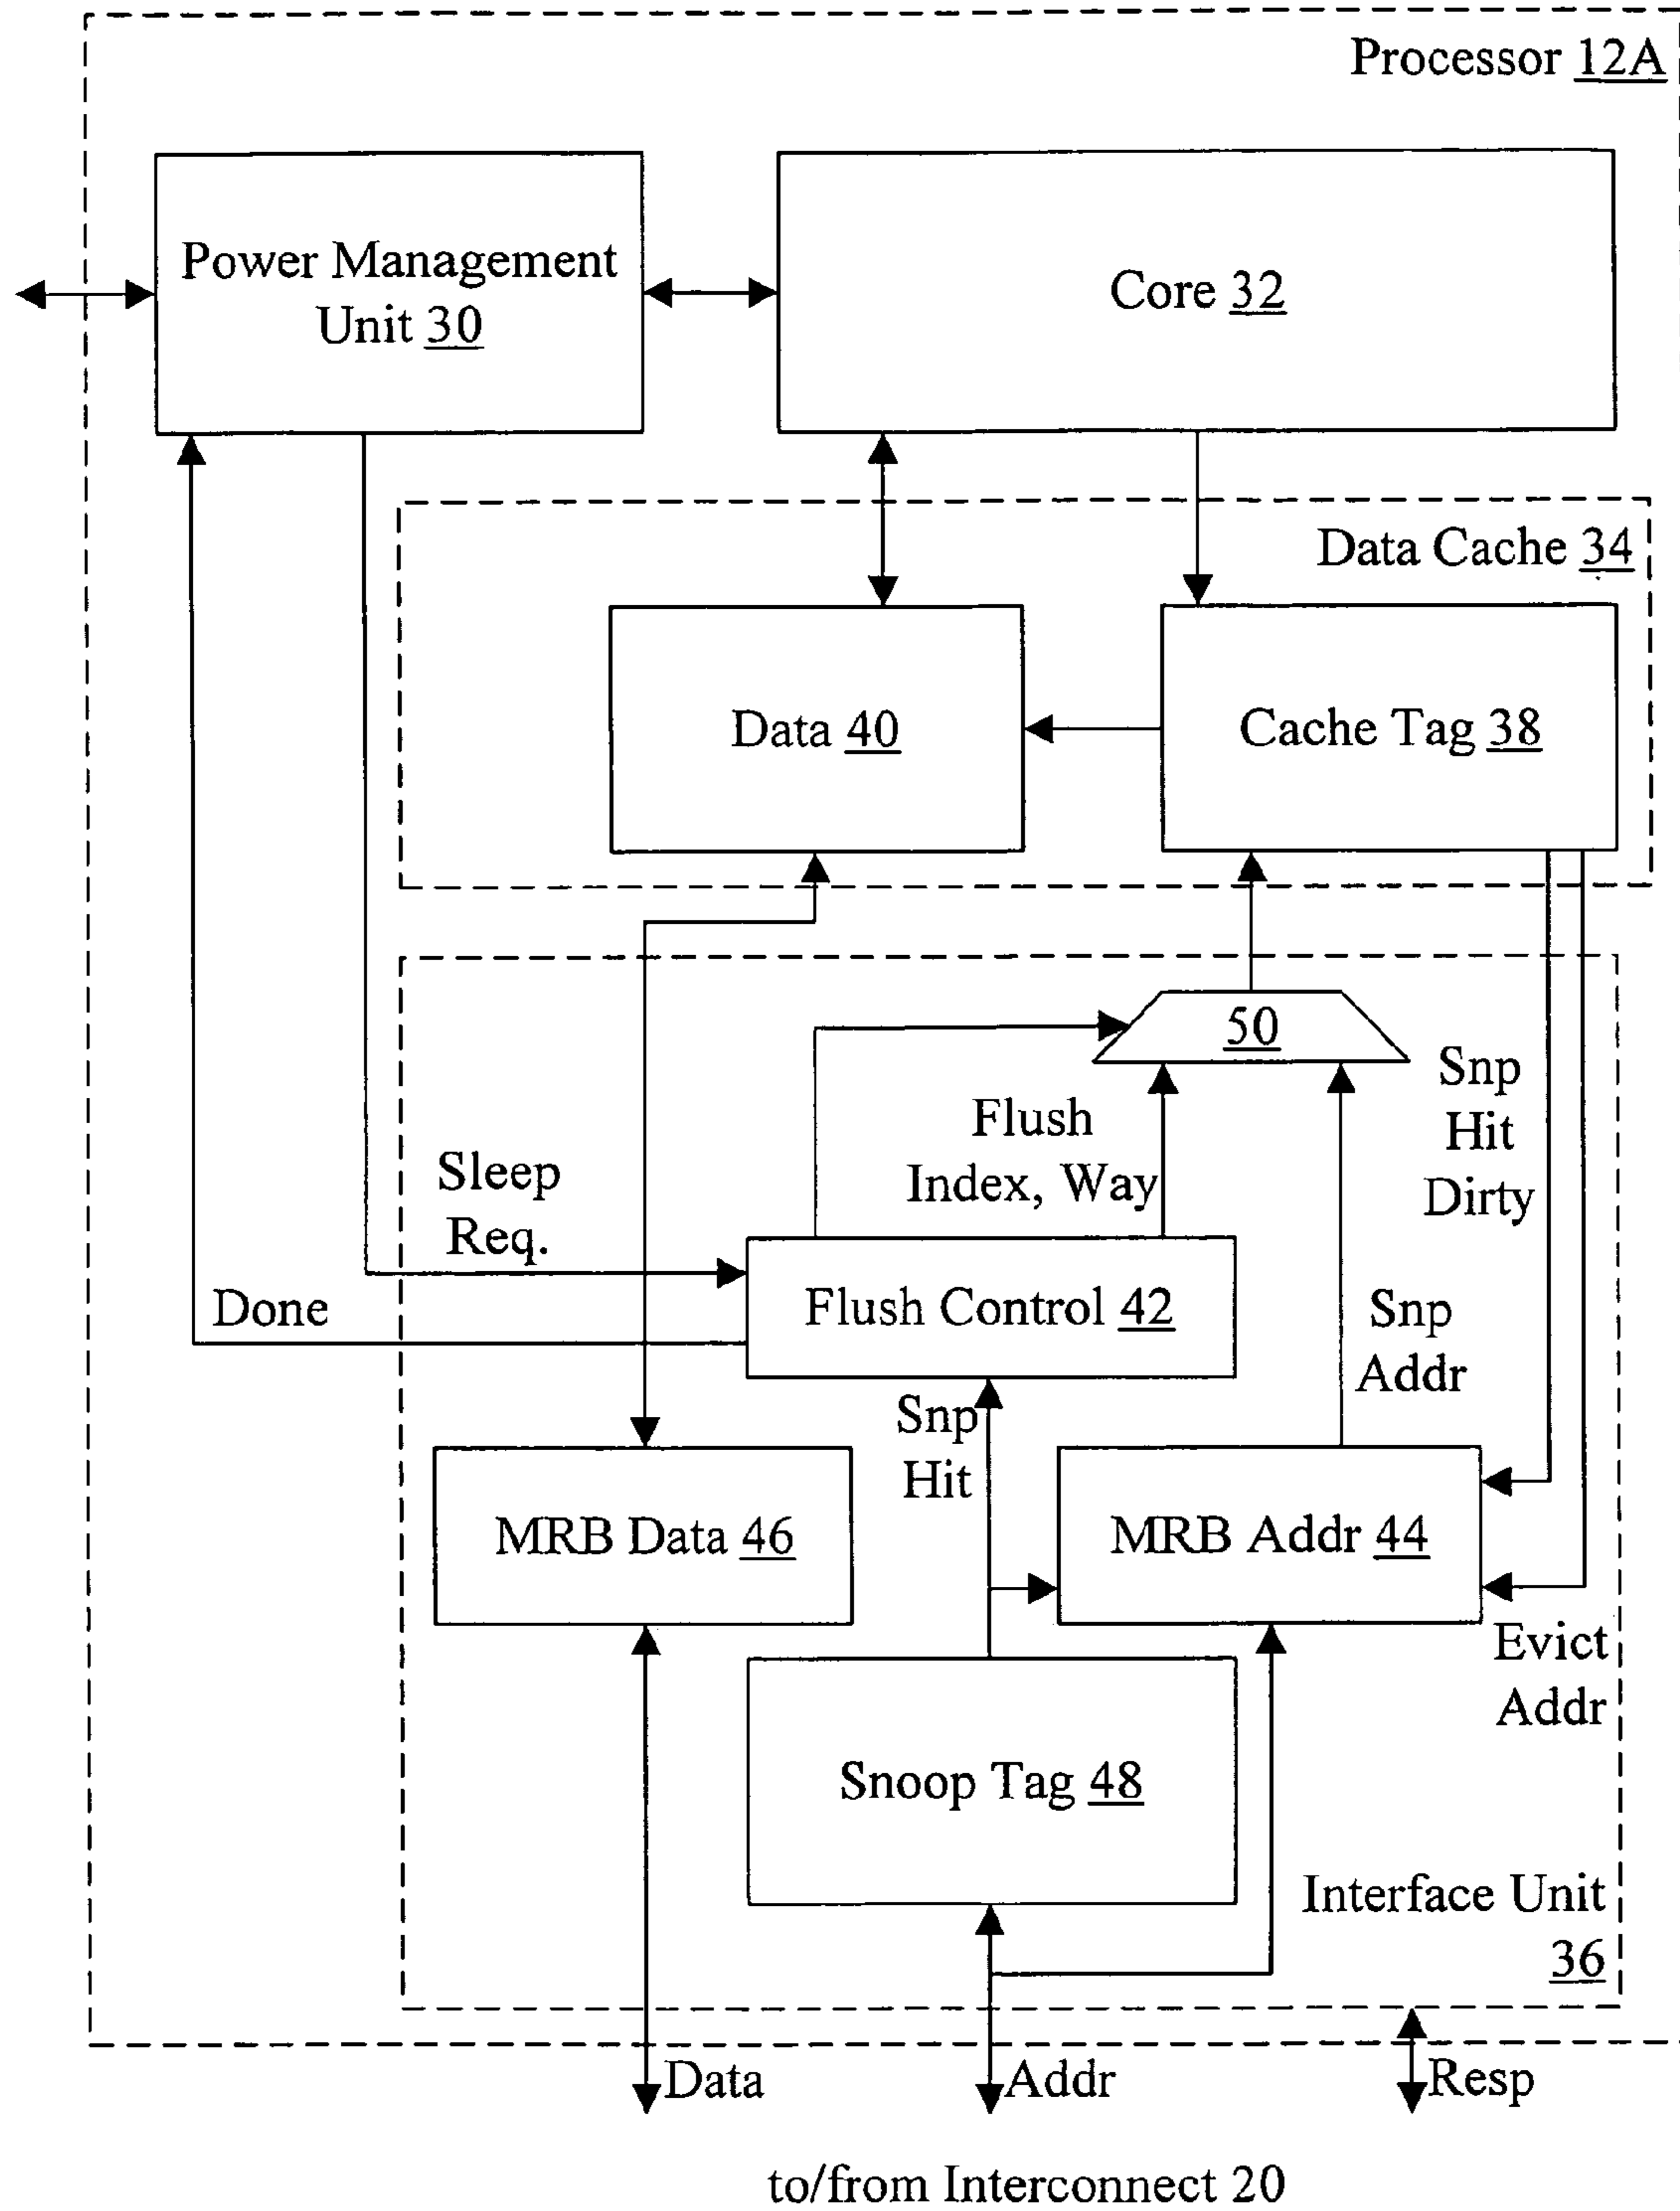 Processor 12A
Power Management
Unit 30
Core 32
Data Cache 34
Data 40
Cache Tag 38
50
Snp
Hit
Dirty
Flush
Index, Way
Sleep
Req.
Flush Control 42
Done
Snp
Addr
Snp
Hit
MRB Data 46
MRB Addr 44
Evict
Addr
Snoop Tag 48
Interface Unit
36
Data
Addr
Resp
to/from Interconnect 20